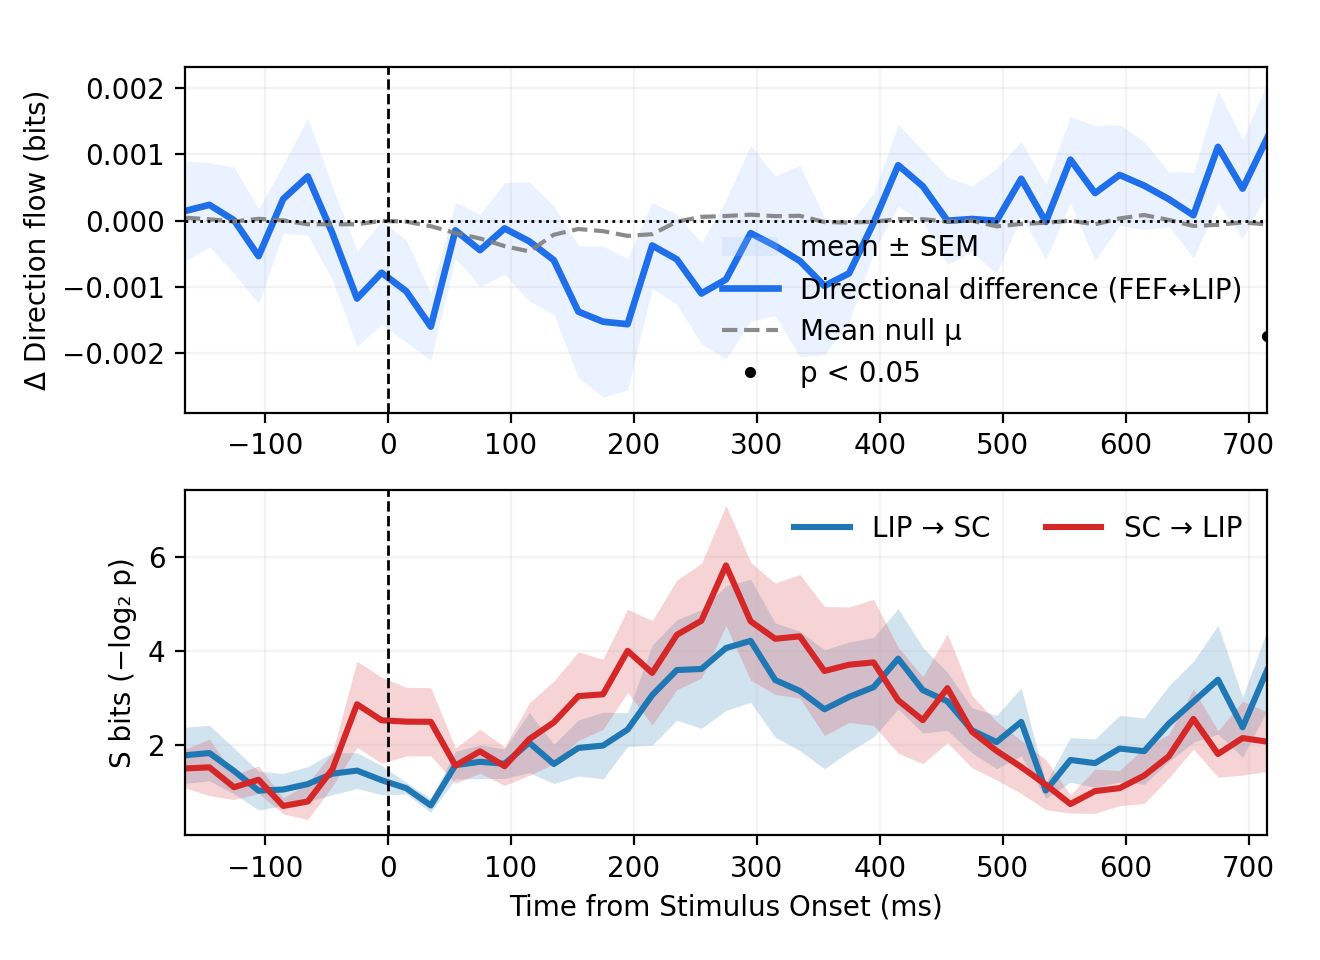 Δ Direction flow (bits)
0.002
0.001
0.000
−0.001
−0.002
mean ± SEM
Directional difference (FEF↔LIP)
Mean null μ
p < 0.05
−100 0 100 200 300 400 500 600 700
S bits (−log₂ p)
6
4
2
LIP → SC SC → LIP
−100 0 100 200 300 400 500 600 700
Time from Stimulus Onset (ms)